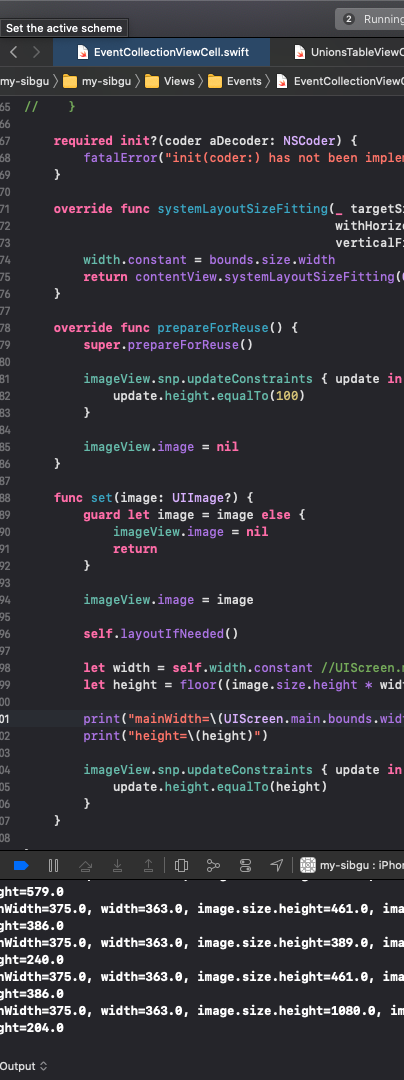 2 Running
Set the active scheme
EventCollectionViewCell.swift
UnionsTableViewC
my-sibgu
my-sibgu
Views
Events
EventCollectionViewCell
65 //    }
66
67 required init?(coder aDecoder: NSCoder) {
68 fatalError("init(coder:) has not been implem
69 }
70
71 override func systemLayoutSizeFitting(_ targetSi
72 withHorizo
73 verticalFi
74 width.constant = bounds.size.width
75 return contentView.systemLayoutSizeFitting(
76 }
77
78 override func prepareForReuse() {
79 super.prepareForReuse()
80
81 imageView.snp.updateConstraints { update in
82 update.height.equalTo(100)
83 }
84
85 imageView.image = nil
86 }
87
88 func set(image: UIImage?) {
89 guard let image = image else {
90 imageView.image = nil
91 return
92 }
93
94 imageView.image = image
95
96 self.layoutIfNeeded()
97
98 let width = self.width.constant //UIScreen.m
99 let height = floor((image.size.height * widt
00
01 print("mainWidth=\(UIScreen.main.bounds.widt
02 print("height=\(height)")
03
04 imageView.snp.updateConstraints { update in
05 update.height.equalTo(height)
06 }
07 }
08
my-sibgu
iPhon
ght=579.0
nWidth=375.0, width=363.0, image.size.height=461.0, ima
ght=386.0
nWidth=375.0, width=363.0, image.size.height=389.0, ima
ght=240.0
nWidth=375.0, width=363.0, image.size.height=461.0, ima
ght=386.0
nWidth=375.0, width=363.0, image.size.height=1080.0, im
ght=204.0
Output